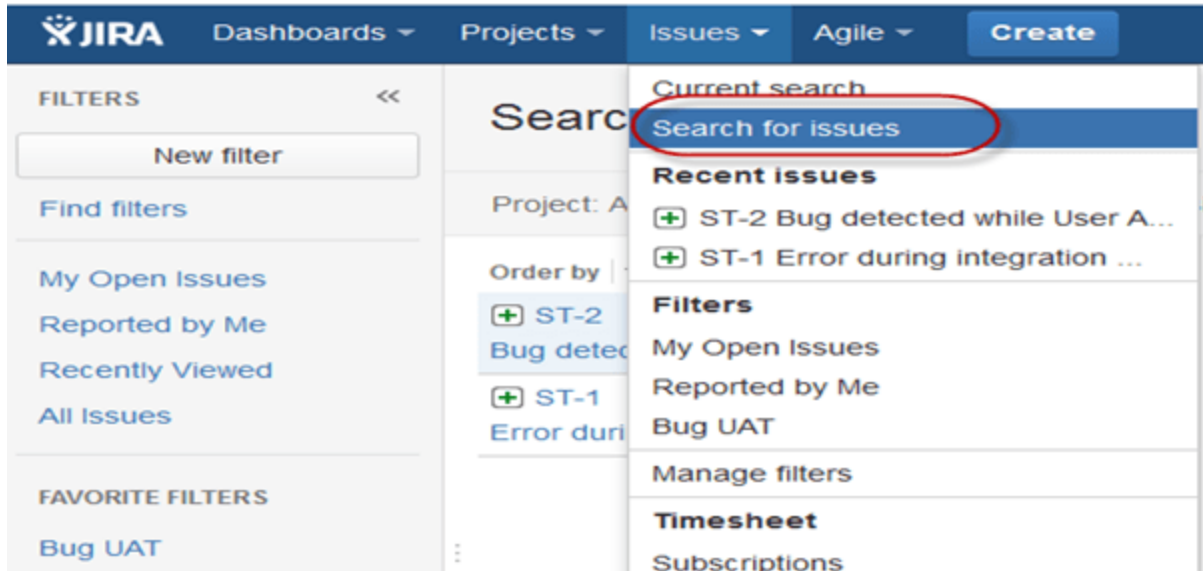 JIRA Dashboards Projects Issues Agile Create
FILTERS
New filter
Find filters
My Open Issues
Reported by Me
Recently Viewed
All Issues
FAVORITE FILTERS
Bug UAT
Searc
Project: A
Order by
ST-2
Bug detec
ST-1
Error duri
Current search
Search for issues
Recent issues
ST-2 Bug detected while User A...
ST-1 Error during integration ...
Filters
My Open Issues
Reported by Me
Bug UAT
Manage filters
Timesheet
Subscriptions